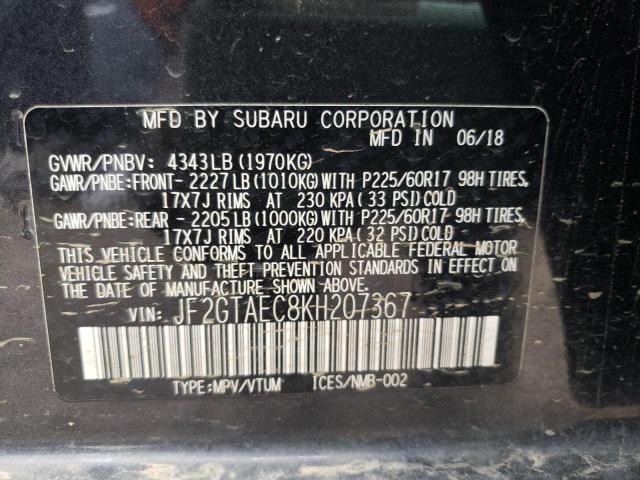 MFD BY SUBARU CORPORATION
MFD IN 06/18
GVWR/PNBV: 4343LB (1970KG)
GAWR/PNBE:FRONT- 2227LB (1010KG) WITH P225/60R17 98H TIRES,
17X7J RIMS AT 230 KPA (33 PSI) COLD
GAWR/PNBE:REAR - 2205LB (1000KG) WITH P225/60R17 98H TIRES,
17X7J RIMS AT 220 KPA (32 PSI) COLD
THIS VEHICLE CONFORMS TO ALL APPLICABLE FEDERAL MOTOR
VEHICLE SAFETY AND THEFT PREVENTION STANDARDS IN EFFECT
ON THE DATE OF MANUFACTURE SHOWN ABOVE.
VIN: JF2GTAEC8KH207367
TYPE:MPV/VTUM ICES/NMB-002